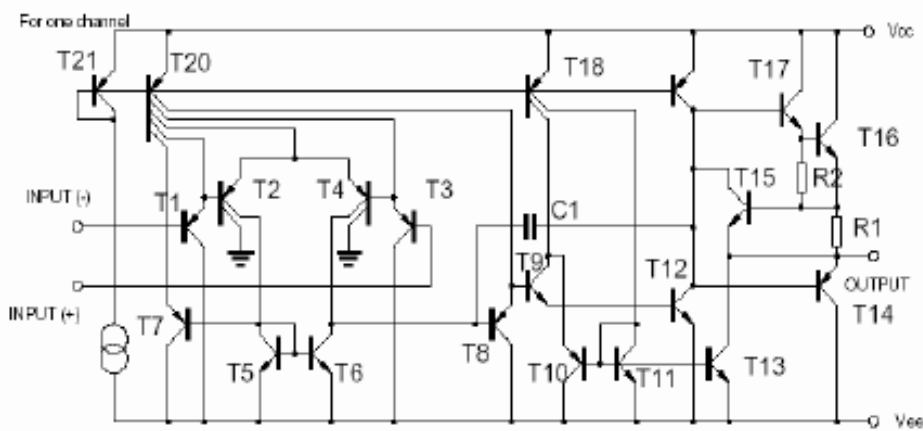 For one channel
Vcc
T21
T20
T18
T17
T16
T1
T2
T4
T3
T15
R2
INPUT (-)
C1
R1
T9
T12
OUTPUT
INPUT (+)
T7
T14
T8
T5
T6
T10
T11
T13
Vee